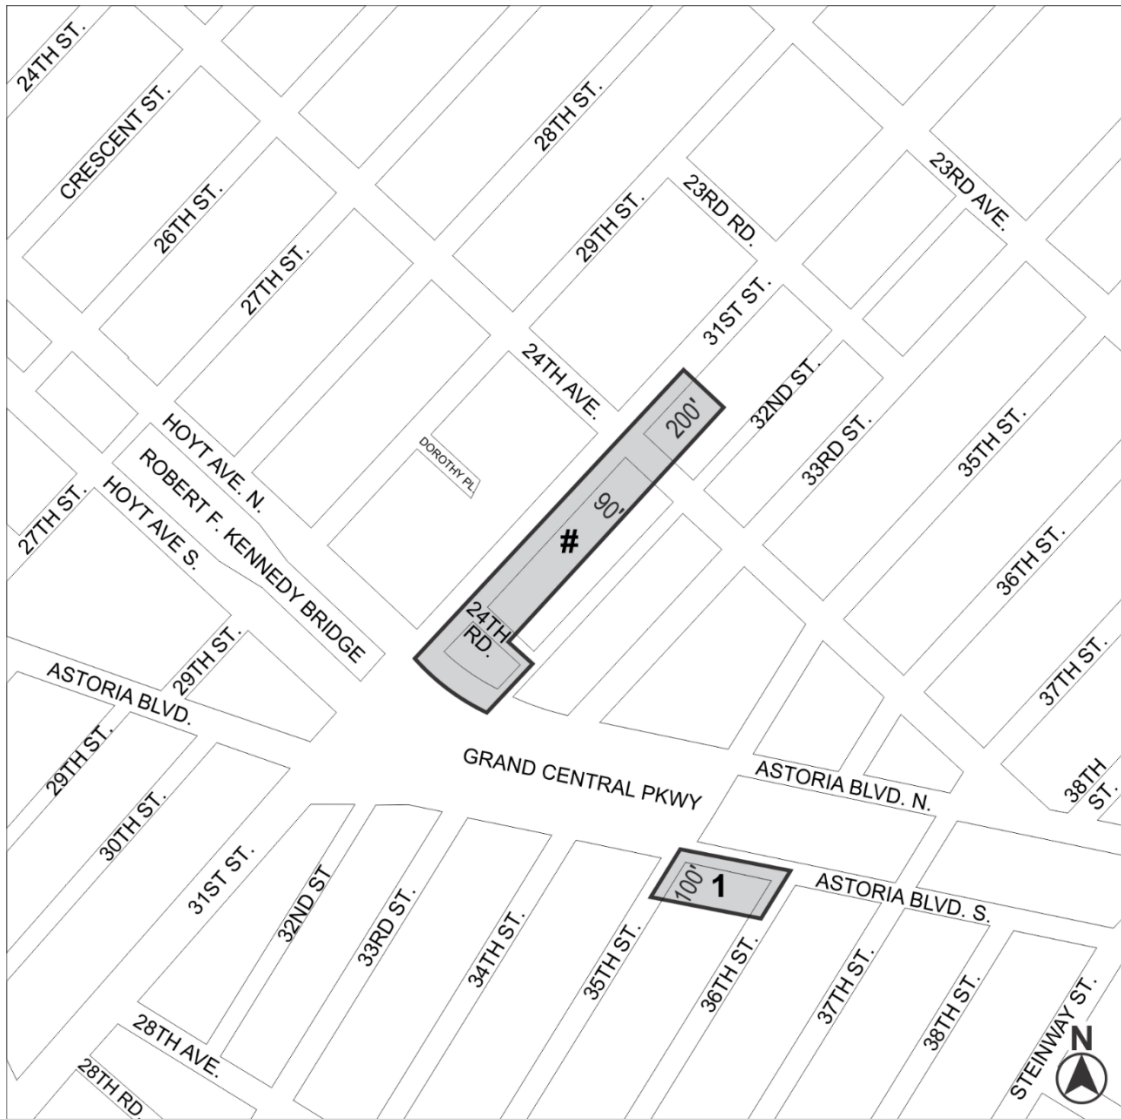 24TH ST.
CRESCENT ST.
28TH ST.
26TH ST.
29TH ST.
23RD RD.
23RD AVE.
27TH ST.
31ST ST.
24TH AVE.
32ND ST.
200'
33RD ST.
35TH ST.
HOYT AVE. N.
DOROTHY PL.
90'
#
ROBERT F. KENNEDY BRIDGE
HOYT AVE S.
27TH ST.
36TH ST.
24TH
RD.
29TH ST.
37TH ST.
ASTORIA BLVD.
29TH ST.
GRAND CENTRAL PKWY
ASTORIA BLVD. N.
38TH
ST.
30TH ST.
31ST ST.
100'
1
ASTORIA BLVD. S.
32ND ST
33RD ST.
34TH ST.
35TH ST.
36TH ST.
37TH ST.
38TH ST.
STEINWAY ST.
28TH AVE.
28TH RD.
N